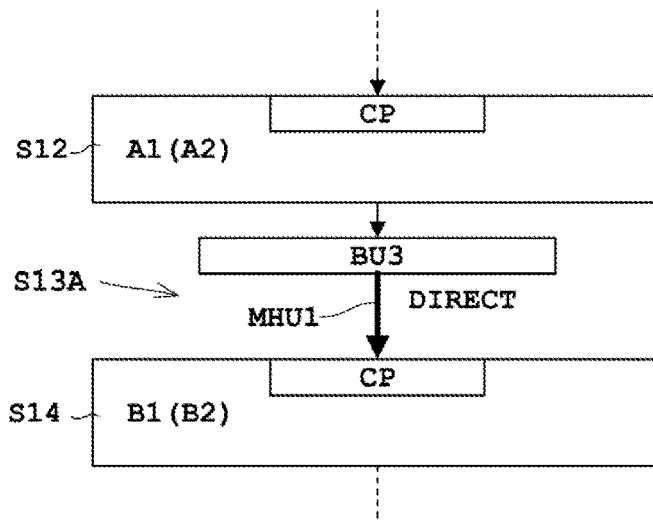 CP
S12 A1(A2)
BU3
S13A
MHU1 DIRECT
CP
S14 B1(B2)